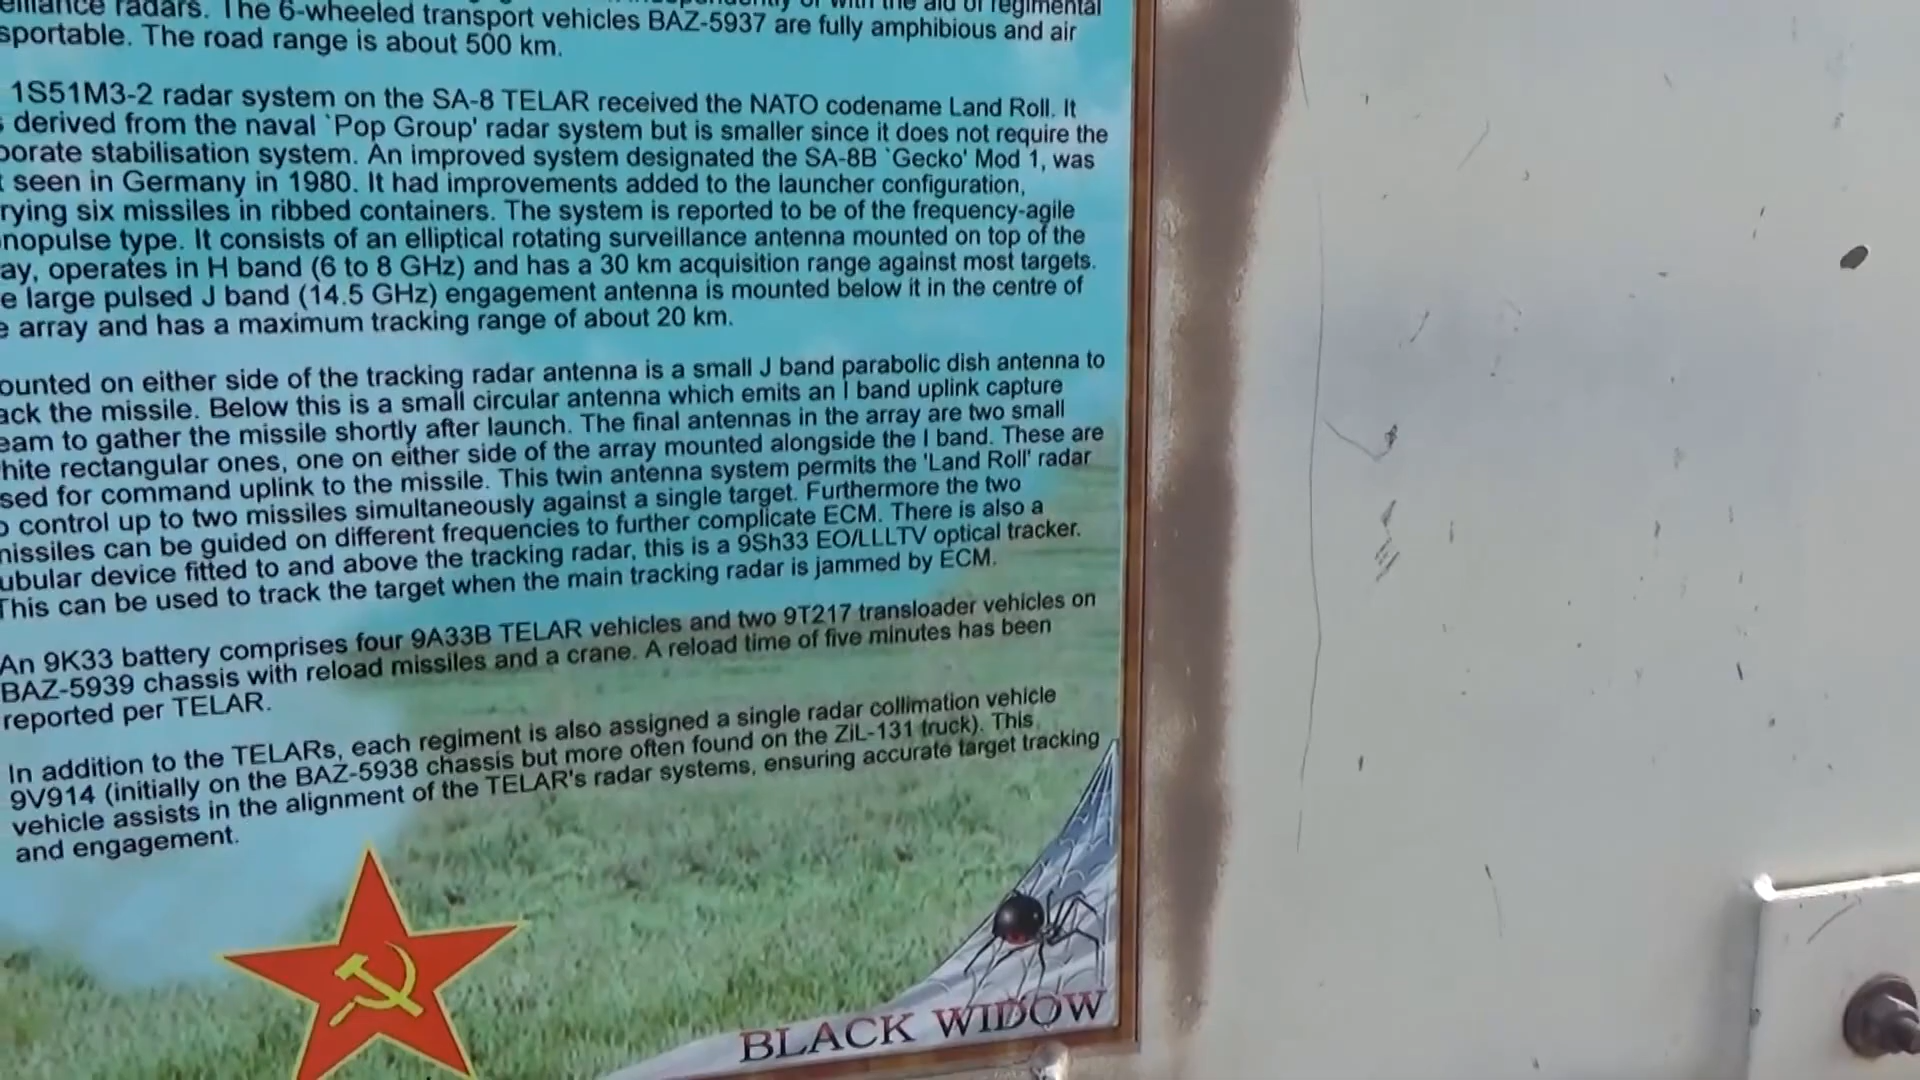 radars. The 6-wheeled transport vehicles BAZ-5937 are fully amphibious and air
sportable. The road range is about 500 km.
1S51M3-2 radar system on the SA-8 TELAR received the NATO codename Land Roll. It
derived from the naval `Pop Group' radar system but is smaller since it does not require the
borate stabilisation system. An improved system designated the SA-8B `Gecko' Mod 1, was
t seen in Germany in 1980. It had improvements added to the launcher configuration,
rying six missiles in ribbed containers. The system is reported to be of the frequency-agile
nopulse type. It consists of an elliptical rotating surveillance antenna mounted on top of the
ay, operates in H band (6 to 8 GHz) and has a 30 km acquisition range against most targets.
e large pulsed J band (14.5 GHz) engagement antenna is mounted below it in the centre of
e array and has a maximum tracking range of about 20 km.
ounted on either side of the tracking radar antenna is a small J band parabolic dish antenna to
ack the missile. Below this is a small circular antenna which emits an I band uplink capture
eam to gather the missile shortly after launch. The final antennas in the array are two small
hite rectangular ones, one on either side of the array mounted alongside the I band. These are
sed for command uplink to the missile. This twin antenna system permits the 'Land Roll' radar
o control up to two missiles simultaneously against a single target. Furthermore the two
nissiles can be guided on different frequencies to further complicate ECM. There is also a
ubular device fitted to and above the tracking radar, this is a 9Sh33 EO/LLLTV optical tracker.
This can be used to track the target when the main tracking radar is jammed by ECM.
An 9K33 battery comprises four 9A33B TELAR vehicles and two 9T217 transloader vehicles on
BAZ-5939 chassis with reload missiles and a crane. A reload time of five minutes has been
reported per TELAR.
In addition to the TELARs, each regiment is also assigned a single radar collimation vehicle
9V914 (initially on the BAZ-5938 chassis but more often found on the ZiL-131 truck). This
vehicle assists in the alignment of the TELAR's radar systems, ensuring accurate target tracking
and engagement.
BLACK WIDOW